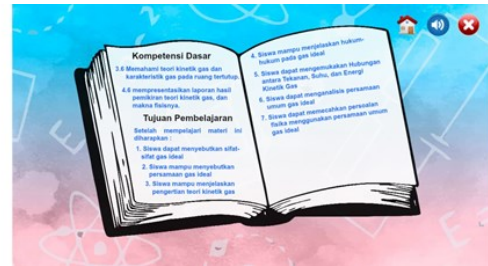 Kompetensi Dasar
3.6 Memahami teori kinetik gas dan
karakteristik gas pada ruang tertutup.
4.6 mempresentasikan laporan hasil
pemikiran teori kinetik gas, dan
makna fisisnya.
Tujuan Pembelajaran
Setelah mempelajari materi ini
diharapkan :
1. Siswa dapat menyebutkan sifat-
sifat gas ideal
2. Siswa mampu menyebutkan
persamaan gas ideal
3. Siswa mampu menjelaskan
pengertian teori kinetik gas
4. Siswa mampu menjelaskan hukum-
hukum pada gas ideal
5. Siswa dapat mengemukakan Hubungan
antara Tekanan, Suhu, dan Energi
Kinetik Gas
6. Siswa dapat menganalisis persamaan
umum gas ideal
7. Siswa dapat memecahkan persoalan
fisika menggunakan persamaan umum
gas ideal